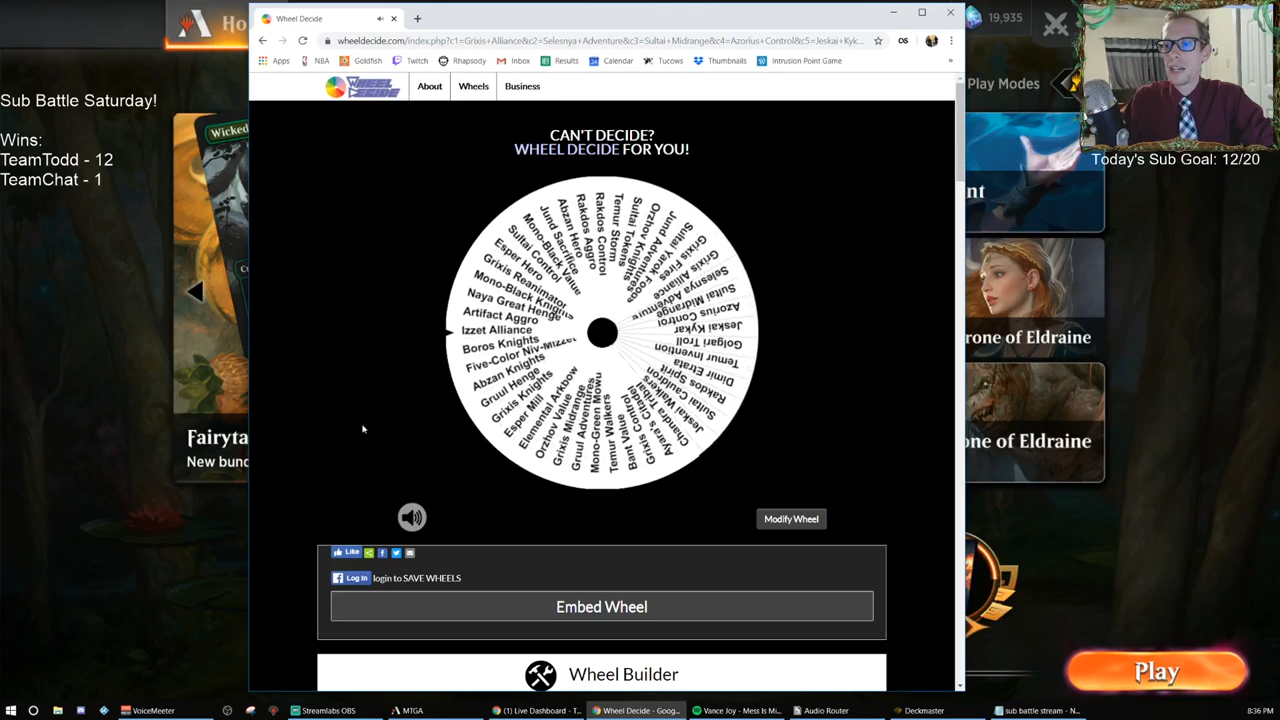 Wheel Decide
wheeldecide.com/index.php?c1=Grixis+Alliance&c2=Selesnya+Adventure&c3=Sultai+Midrange&c4=Azorius+Control&c5=Jeskai+Kyk...
Apps
NBA
Goldfish
Twitch
Rhapsody
Inbox
Results
Calendar
Tucows
Thumbnails
Intrusion Point Game
WHEEL DECIDE
About
Wheels
Business
CAN'T DECIDE?
WHEEL DECIDE FOR YOU!
Temur Storm
Sultai Tokens
Orzhov Knights
Jund Adventures
Sultai Yarok Food
Grixis Fires
Grixis Alliance
Selesnya Adventure
Sultai Midrange
Azorius Control
Jeskai Kykar
Golgari Troll
Temur Invention
Dimir Errata
Rakdos Spirit
Sultai Cauldron
Jeskai Walkers
Chandra Tribal
Ayara's Citadel
Grixis Control
Bant Value
Temur Walkers
Mono-Green Mowu
Gruul Adventures
Grixis Midrange
Orzhov Value
Elemental Arkbow
Esper Mill
Grixis Knights
Gruul Henge
Abzan Knights
Five-Color Niv-Mizzet
Boros Knights
Izzet Alliance
Artifact Aggro
Naya Great Henge
Mono-Black Knights
Grixis Reanimator
Esper Hero
Sultai Control
Mono-Black Value
Jund Sacrifice
Abzan Hero
Rakdos Aggro
Rakdos Control
Modify Wheel
Like
Log In login to SAVE WHEELS
Embed Wheel
Wheel Builder
Sub Battle Saturday!
Wins:
TeamTodd - 12
TeamChat - 1
Ho
Wicked
Fairyta
New bund
19,935
Play Modes
Today's Sub Goal: 12/20
nt
rone of Eldraine
one of Eldraine
Play
VoiceMeeter
Streamlabs OBS
MTGA
(1) Live Dashboard - T...
Wheel Decide - Goog...
Vance Joy - Mess Is Mi...
Audio Router
Deckmaster
sub battle stream - N...
8:36 PM